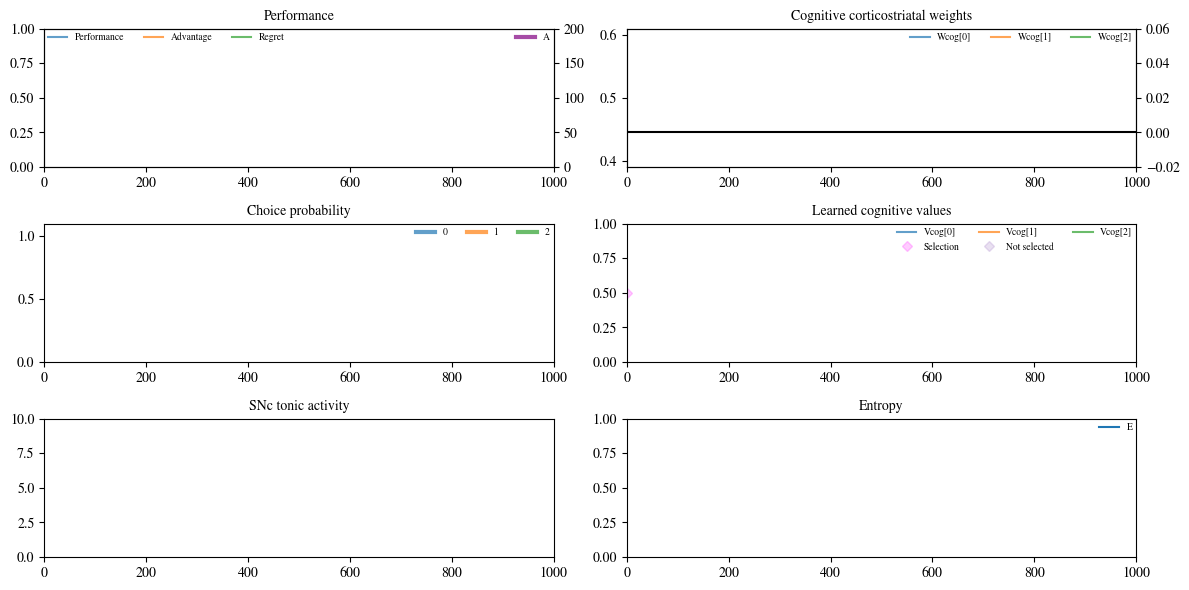 Performance
1.00
0.75
0.50
0.25
0.00
Performance Advantage Regret A
200
150
100
50
0
0 200 400 600 800 1000
Cognitive corticostriatal weights
0.6
0.5
0.4
Wcog[0] Wcog[1] Wcog[2]
0.06
0.04
0.02
0.00
−0.02
0 200 400 600 800 1000
Choice probability
1.0
0.5
0.0
0 1 2
0 200 400 600 800 1000
Learned cognitive values
1.00
0.75
0.50
0.25
0.00
Vcog[0] Vcog[1] Vcog[2]
Selection Not selected
0 200 400 600 800 1000
SNc tonic activity
10.0
7.5
5.0
2.5
0.0
0 200 400 600 800 1000
Entropy
1.00
0.75
0.50
0.25
0.00
E
0 200 400 600 800 1000